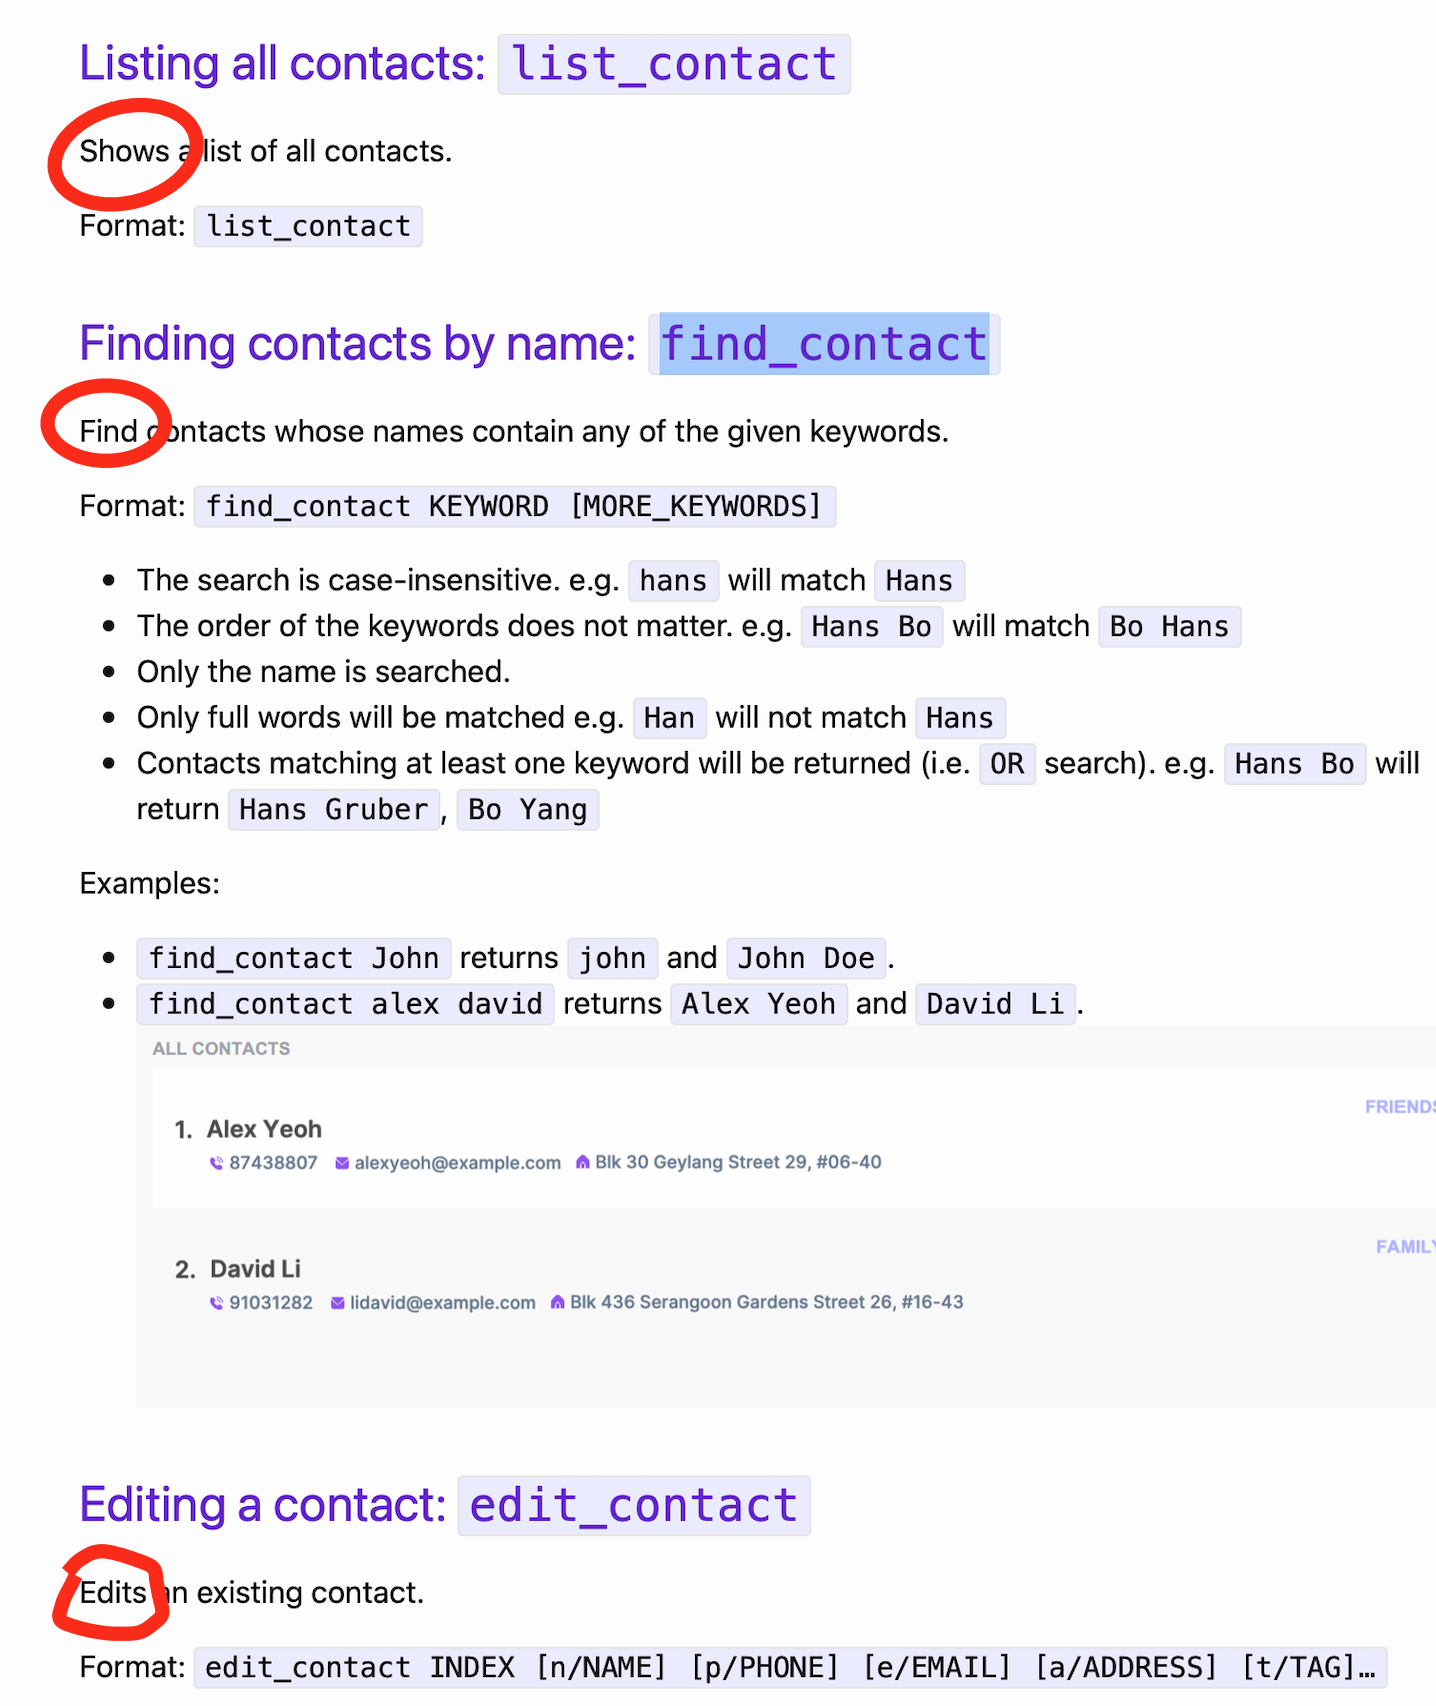 Listing all contacts: list_contact
Shows a list of all contacts.
Format: list_contact
Finding contacts by name: find_contact
Find contacts whose names contain any of the given keywords.
Format: find_contact KEYWORD [MORE_KEYWORDS]
• The search is case-insensitive. e.g. hans will match Hans
• The order of the keywords does not matter. e.g. Hans Bo will match Bo Hans
• Only the name is searched.
• Only full words will be matched e.g. Han will not match Hans
• Contacts matching at least one keyword will be returned (i.e. OR search). e.g. Hans Bo will
return Hans Gruber, Bo Yang
Examples:
• find_contact John returns john and John Doe.
• find_contact alex david returns Alex Yeoh and David Li.
ALL CONTACTS
FRIENDS
1. Alex Yeoh
87438807 alexyeoh@example.com Blk 30 Geylang Street 29, #06-40
FAMILY
2. David Li
91031282 lidavid@example.com Blk 436 Serangoon Gardens Street 26, #16-43
Editing a contact: edit_contact
Edits an existing contact.
Format: edit_contact INDEX [n/NAME] [p/PHONE] [e/EMAIL] [a/ADDRESS] [t/TAG]…